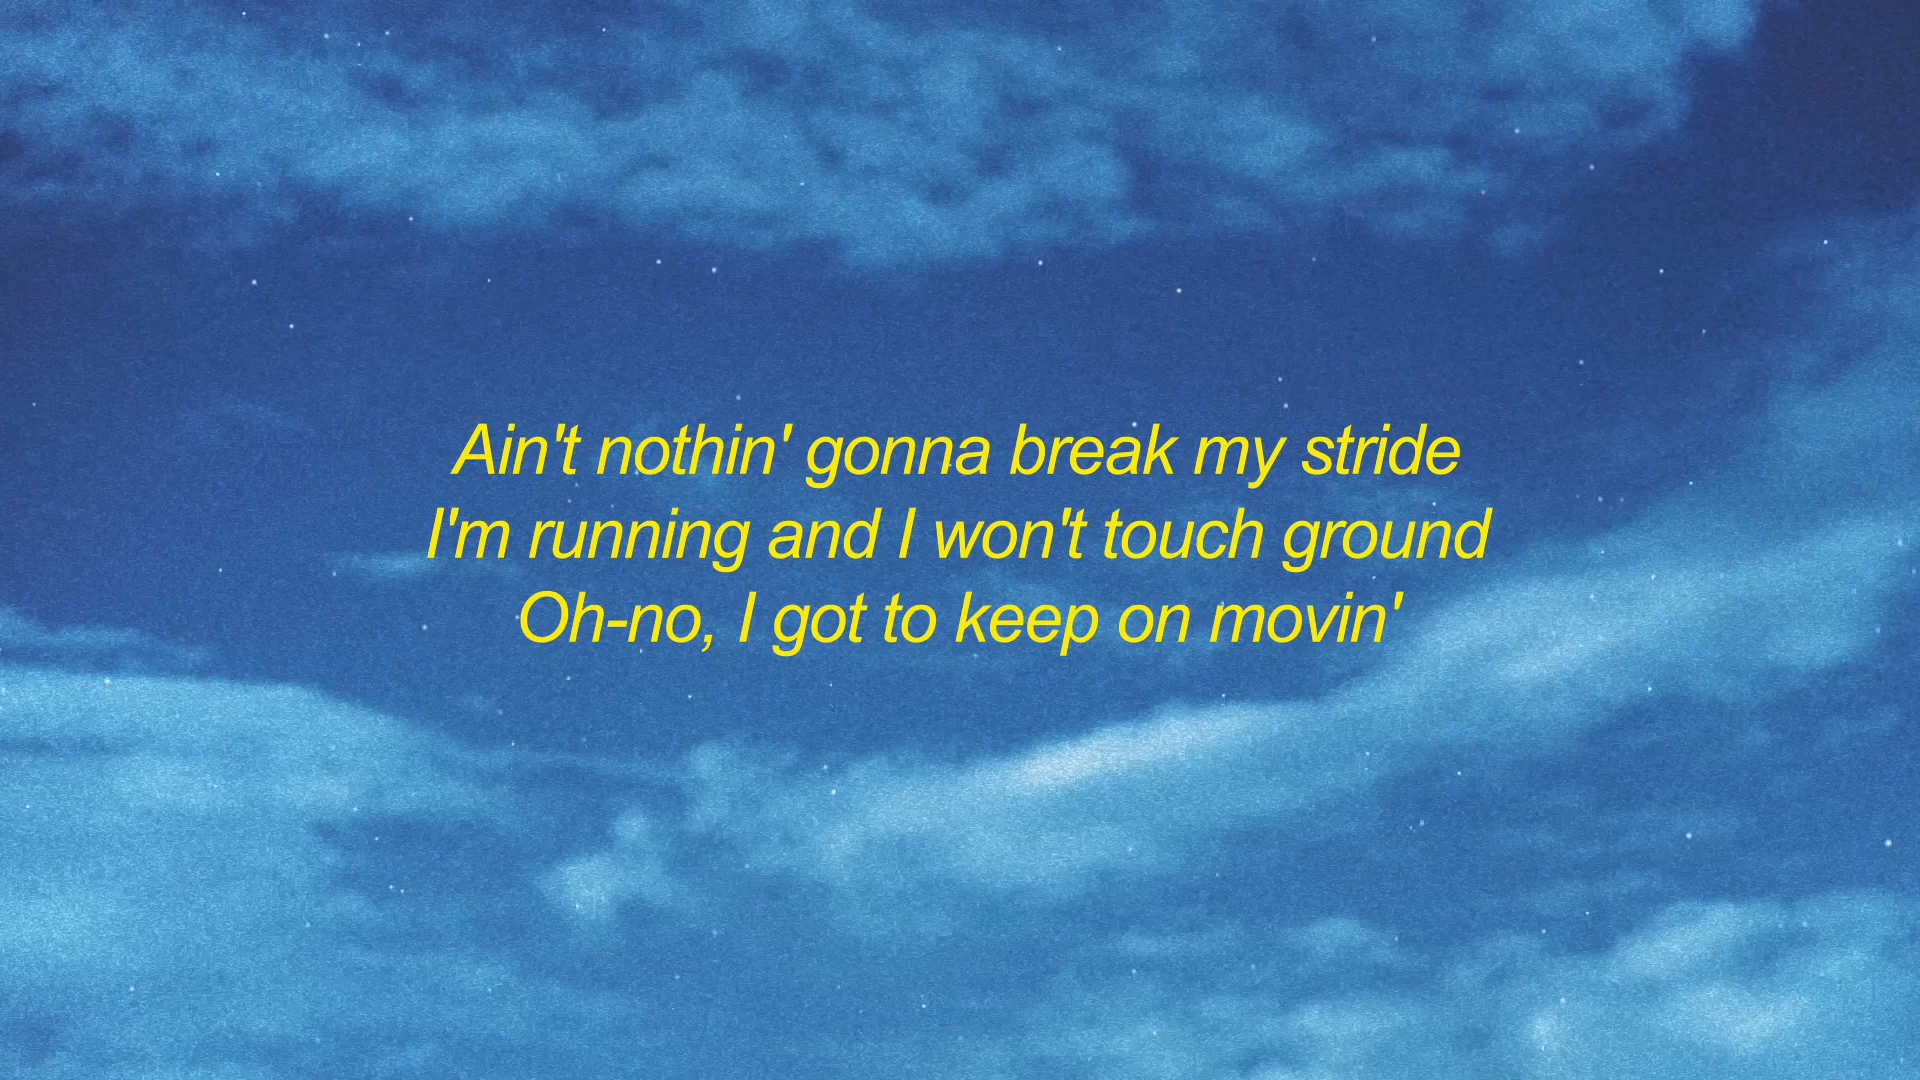 Ain't nothin' gonna break my stride
I'm running and I won't touch ground
Oh-no, I got to keep on movin'